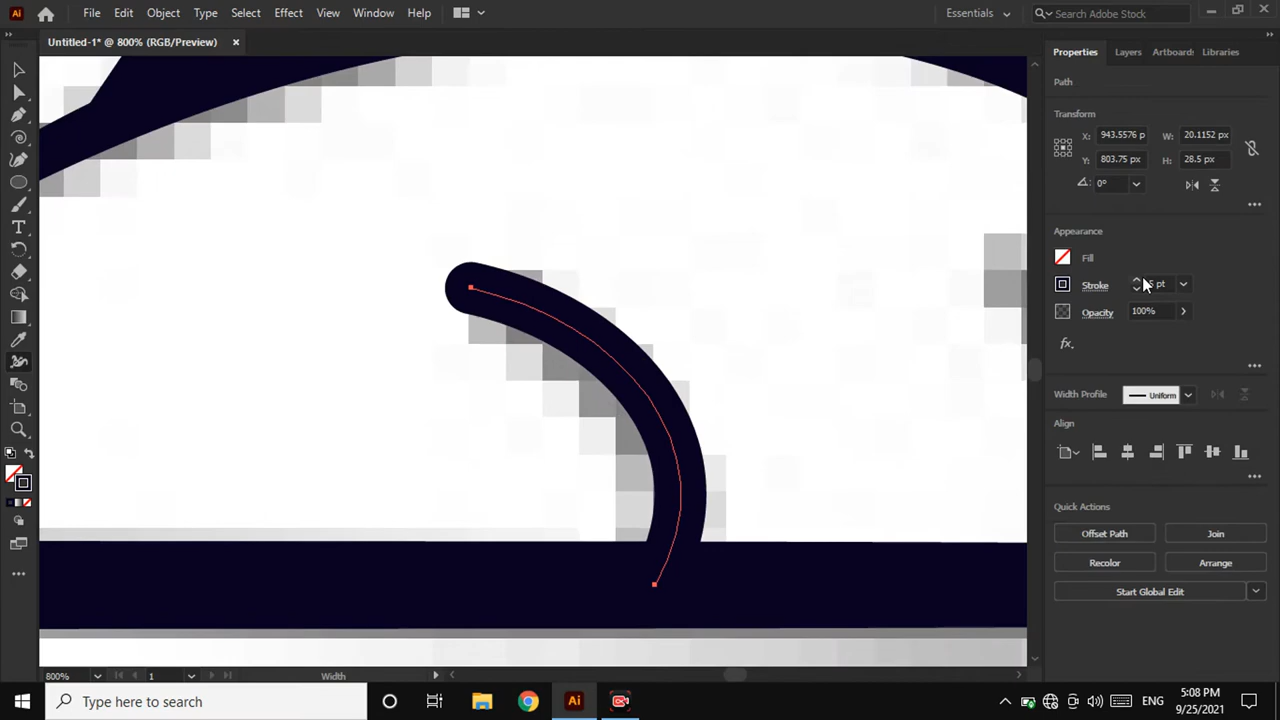 Ai File Edit Object Type Select Effect View Window Help Essentials Search Adobe Stock
Untitled-1* @ 800% (RGB/Preview) ×
Properties Layers Artboard Libraries
Path
Transform
X: 943.5576 p W: 20.1152 px
Y: 803.75 px H: 28.5 px
0°
Appearance
Fill
Stroke pt
Opacity 100%
fx.
Width Profile Uniform
Align
Quick Actions
Offset Path Join
Recolor Arrange
Start Global Edit
800% 1 Width
Type here to search
Ai
ENG
5:08 PM
9/25/2021